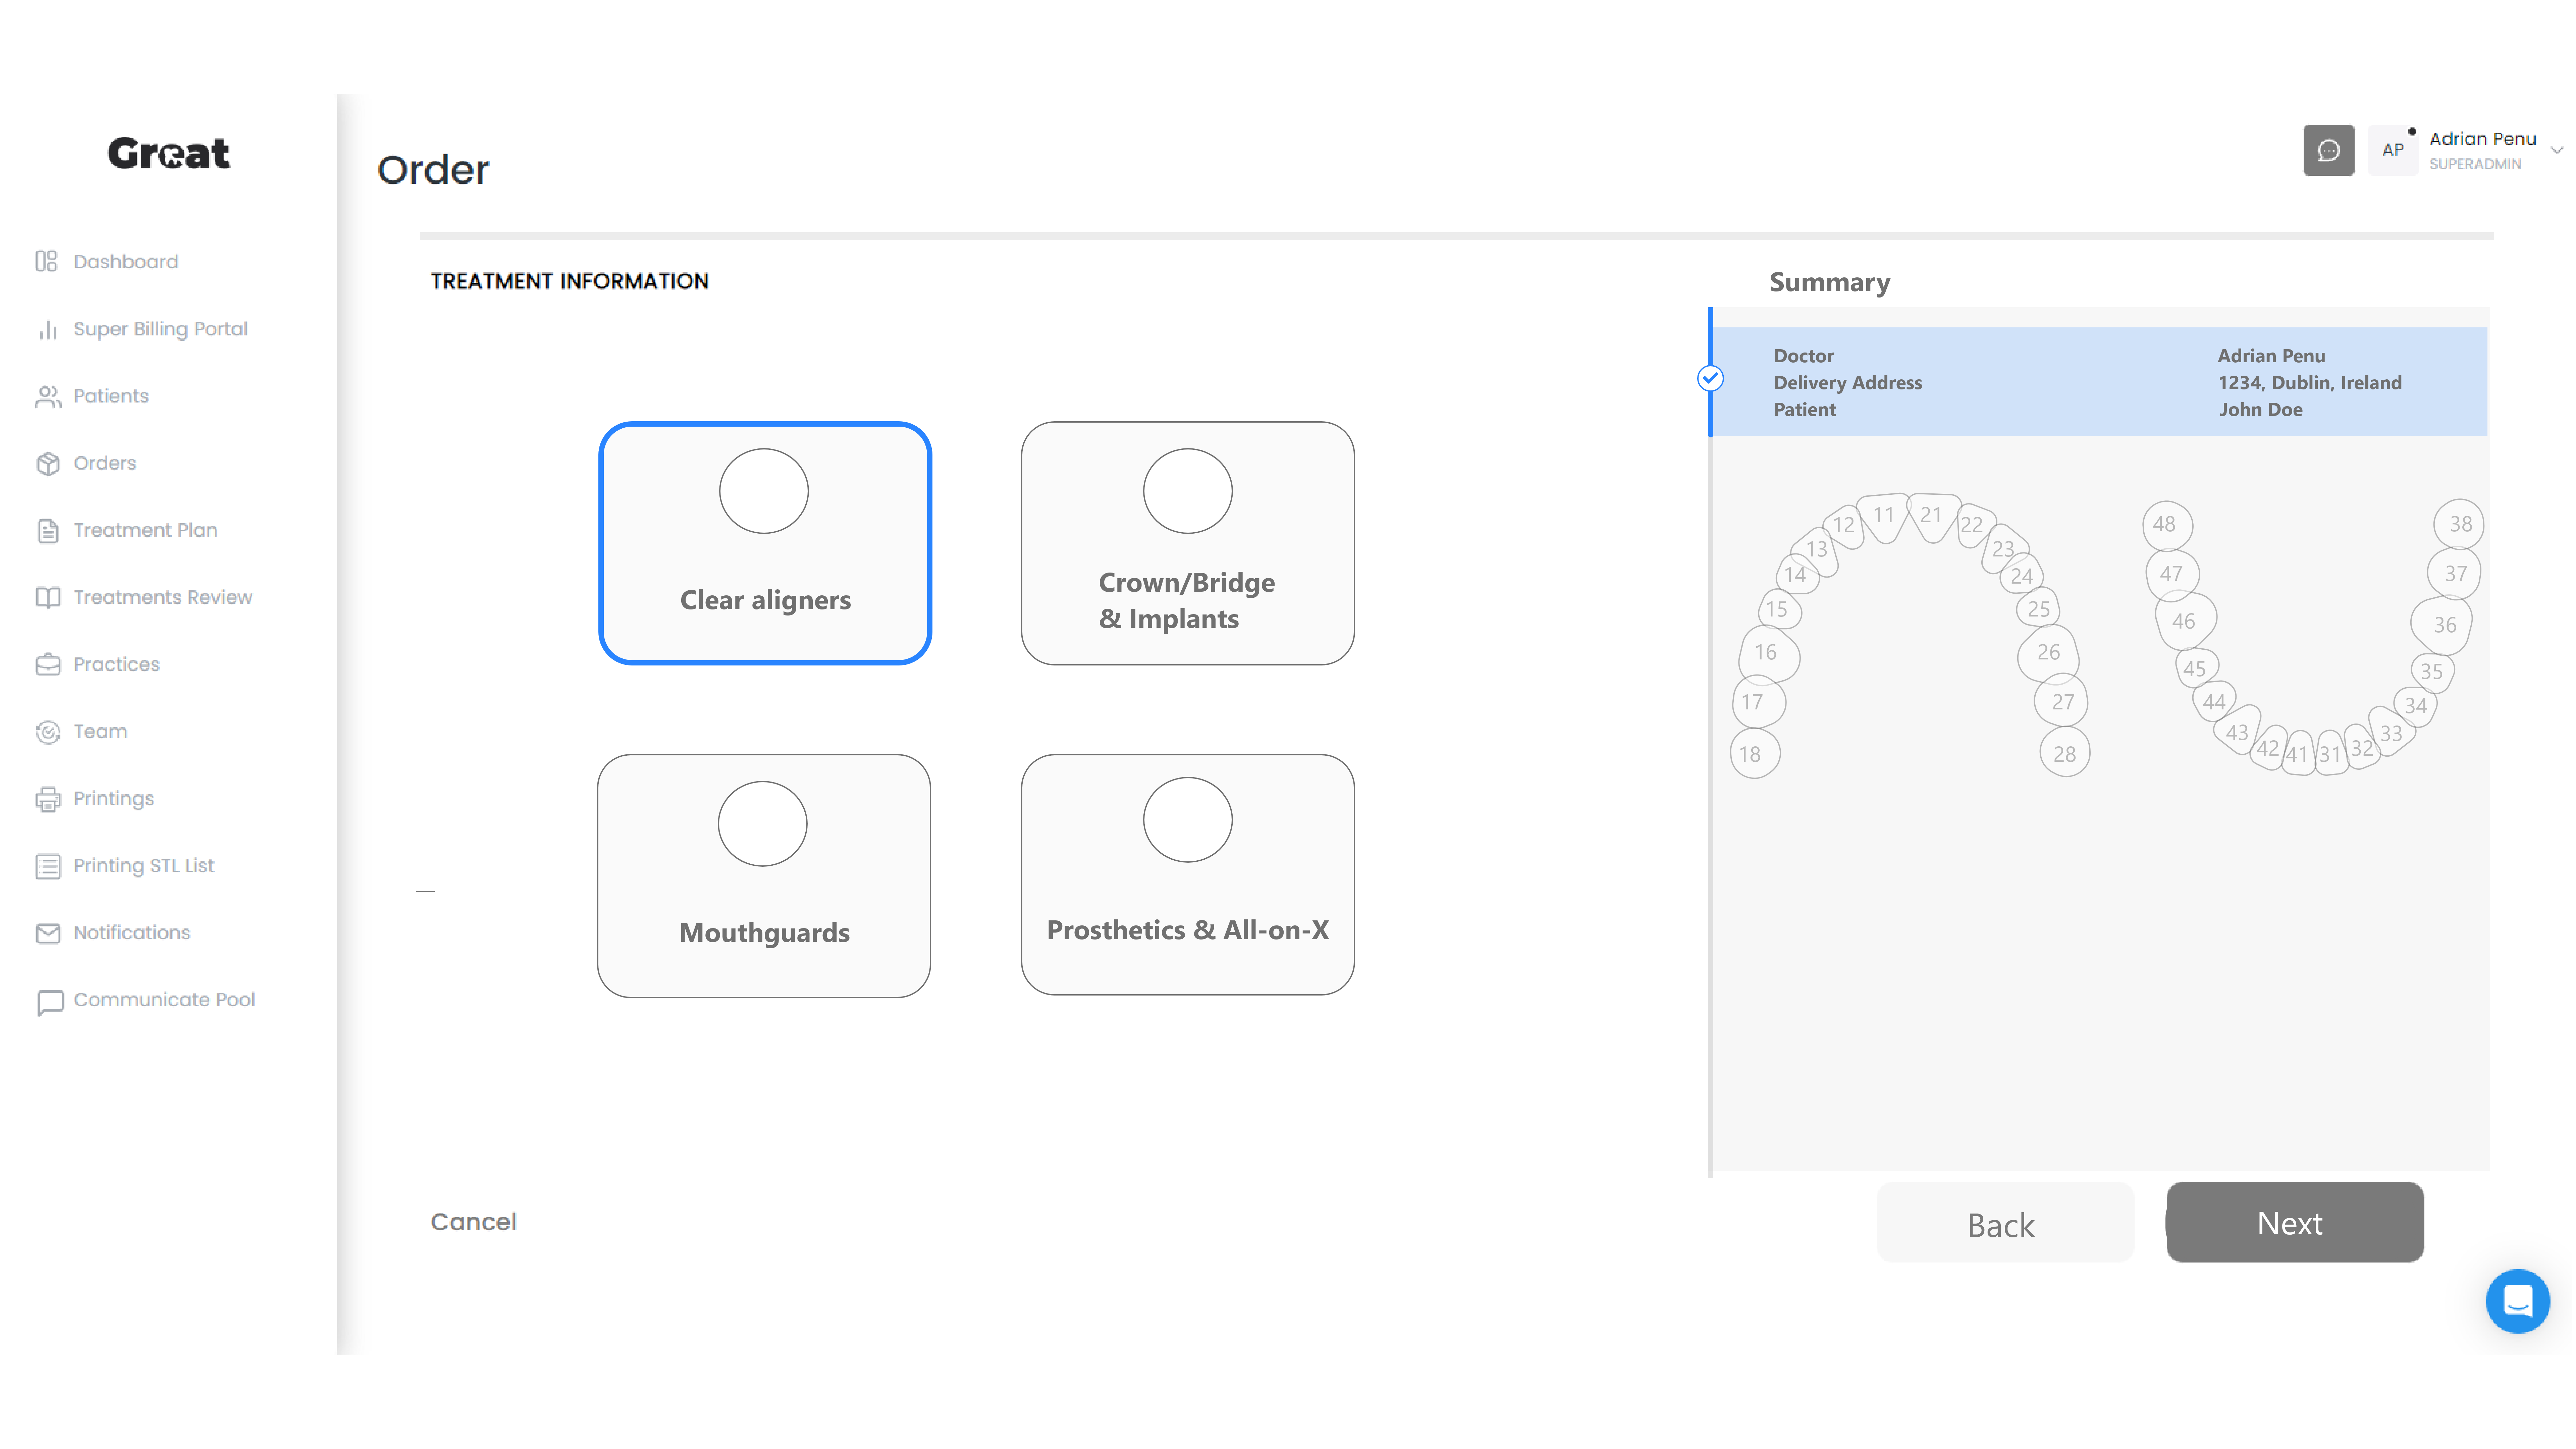 Great
Dashboard
Super Billing Portal
Patients
Orders
Treatment Plan
Treatments Review
Practices
Team
Printings
Printing STL List
Notifications
Communicate Pool
Order
AP
Adrian Penu
SUPERADMIN
TREATMENT INFORMATION
Clear aligners
Crown/Bridge
& Implants
Mouthguards
Prosthetics & All-on-X
Summary
Doctor Adrian Penu
Delivery Address 1234, Dublin, Ireland
Patient John Doe
11 21
12 22
13 23
14 24
15 25
16 26
17 27
18 28
48 38
47 37
46 36
45 35
44 34
43 33
42 41 31 32
Cancel
Back
Next